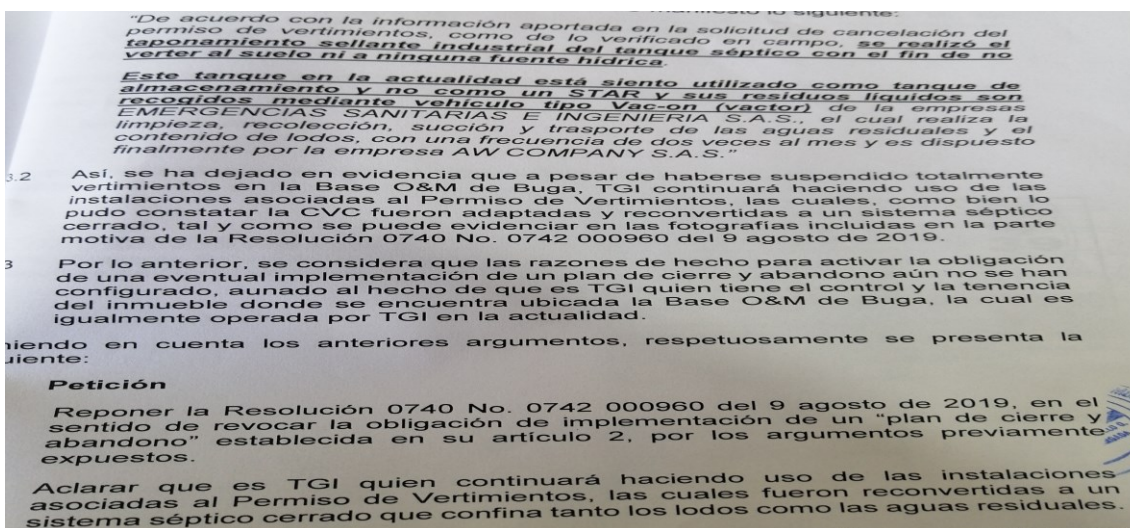 manifestó lo siguiente:
"De acuerdo con la información aportada en la solicitud de cancelación del
permiso de vertimientos, como de lo verificado en campo, se realizó el
taponamiento sellante industrial del tanque séptico con el fin de no
verter al suelo ni a ninguna fuente hídrica.
Este tanque en la actualidad está siento utilizado como tanque de
almacenamiento y no como un STAR y sus residuos líquidos son
recogidos mediante vehículo tipo Vac-on (vactor) de la empresas
EMERGENCIAS SANITARIAS E INGENIERIA S.A.S., el cual realiza la
limpieza, recolección, succión y trasporte de las aguas residuales y el
contenido de lodos, con una frecuencia de dos veces al mes y es dispuesto
finalmente por la empresa AW COMPANY S.A.S."
3.2 Así, se ha dejado en evidencia que a pesar de haberse suspendido totalmente
vertimientos en la Base O&M de Buga, TGI continuará haciendo uso de las
instalaciones asociadas al Permiso de Vertimientos, las cuales, como bien lo
pudo constatar la CVC fueron adaptadas y reconvertidas a un sistema séptico
cerrado, tal y como se puede evidenciar en las fotografías incluidas en la parte
motiva de la Resolución 0740 No. 0742 000960 del 9 agosto de 2019.
3 Por lo anterior, se considera que las razones de hecho para activar la obligación
de una eventual implementación de un plan de cierre y abandono aún no se han
configurado, aunado al hecho de que es TGI quien tiene el control y la tenencia
del inmueble donde se encuentra ubicada la Base O&M de Buga, la cual es
igualmente operada por TGI en la actualidad.
niendo en cuenta los anteriores argumentos, respetuosamente se presenta la
uiente:
Petición
Reponer la Resolución 0740 No. 0742 000960 del 9 agosto de 2019, en el
sentido de revocar la obligación de implementación de un "plan de cierre y
abandono" establecida en su artículo 2, por los argumentos previamente
expuestos.
Aclarar que es TGI quien continuará haciendo uso de las instalaciones
asociadas al Permiso de Vertimientos, las cuales fueron reconvertidas a un
sistema séptico cerrado que confina tanto los lodos como las aguas residuales.